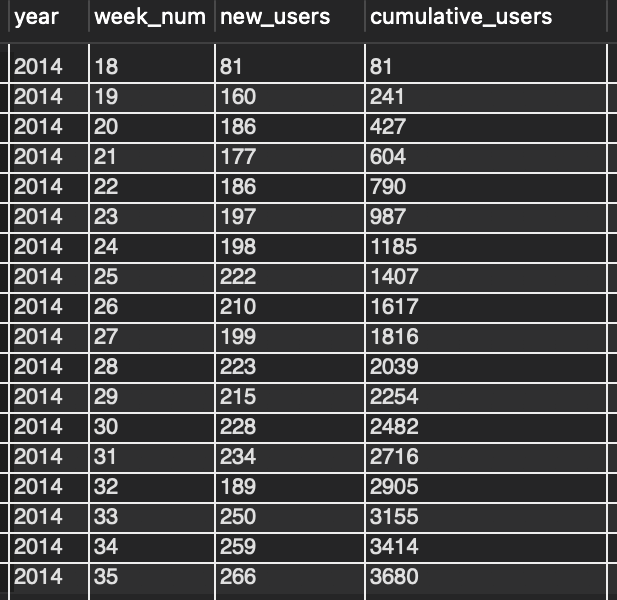 year week_num new_users cumulative_users
2014 18 81 81
2014 19 160 241
2014 20 186 427
2014 21 177 604
2014 22 186 790
2014 23 197 987
2014 24 198 1185
2014 25 222 1407
2014 26 210 1617
2014 27 199 1816
2014 28 223 2039
2014 29 215 2254
2014 30 228 2482
2014 31 234 2716
2014 32 189 2905
2014 33 250 3155
2014 34 259 3414
2014 35 266 3680